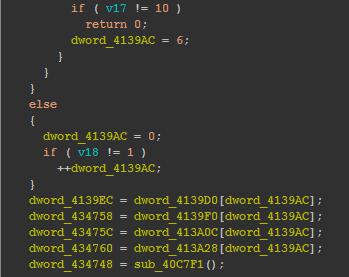 if ( v17 != 10 )
return 0;
dword_4139AC = 6;
}
}
}
else
{
dword_4139AC = 0;
if ( v18 != 1 )
++dword_4139AC;
}
dword_4139EC = dword_4139D0[dword_4139AC];
dword_434758 = dword_4139F0[dword_4139AC];
dword_43475C = dword_413A0C[dword_4139AC];
dword_434760 = dword_413A28[dword_4139AC];
dword_434748 = sub_40C7F1();